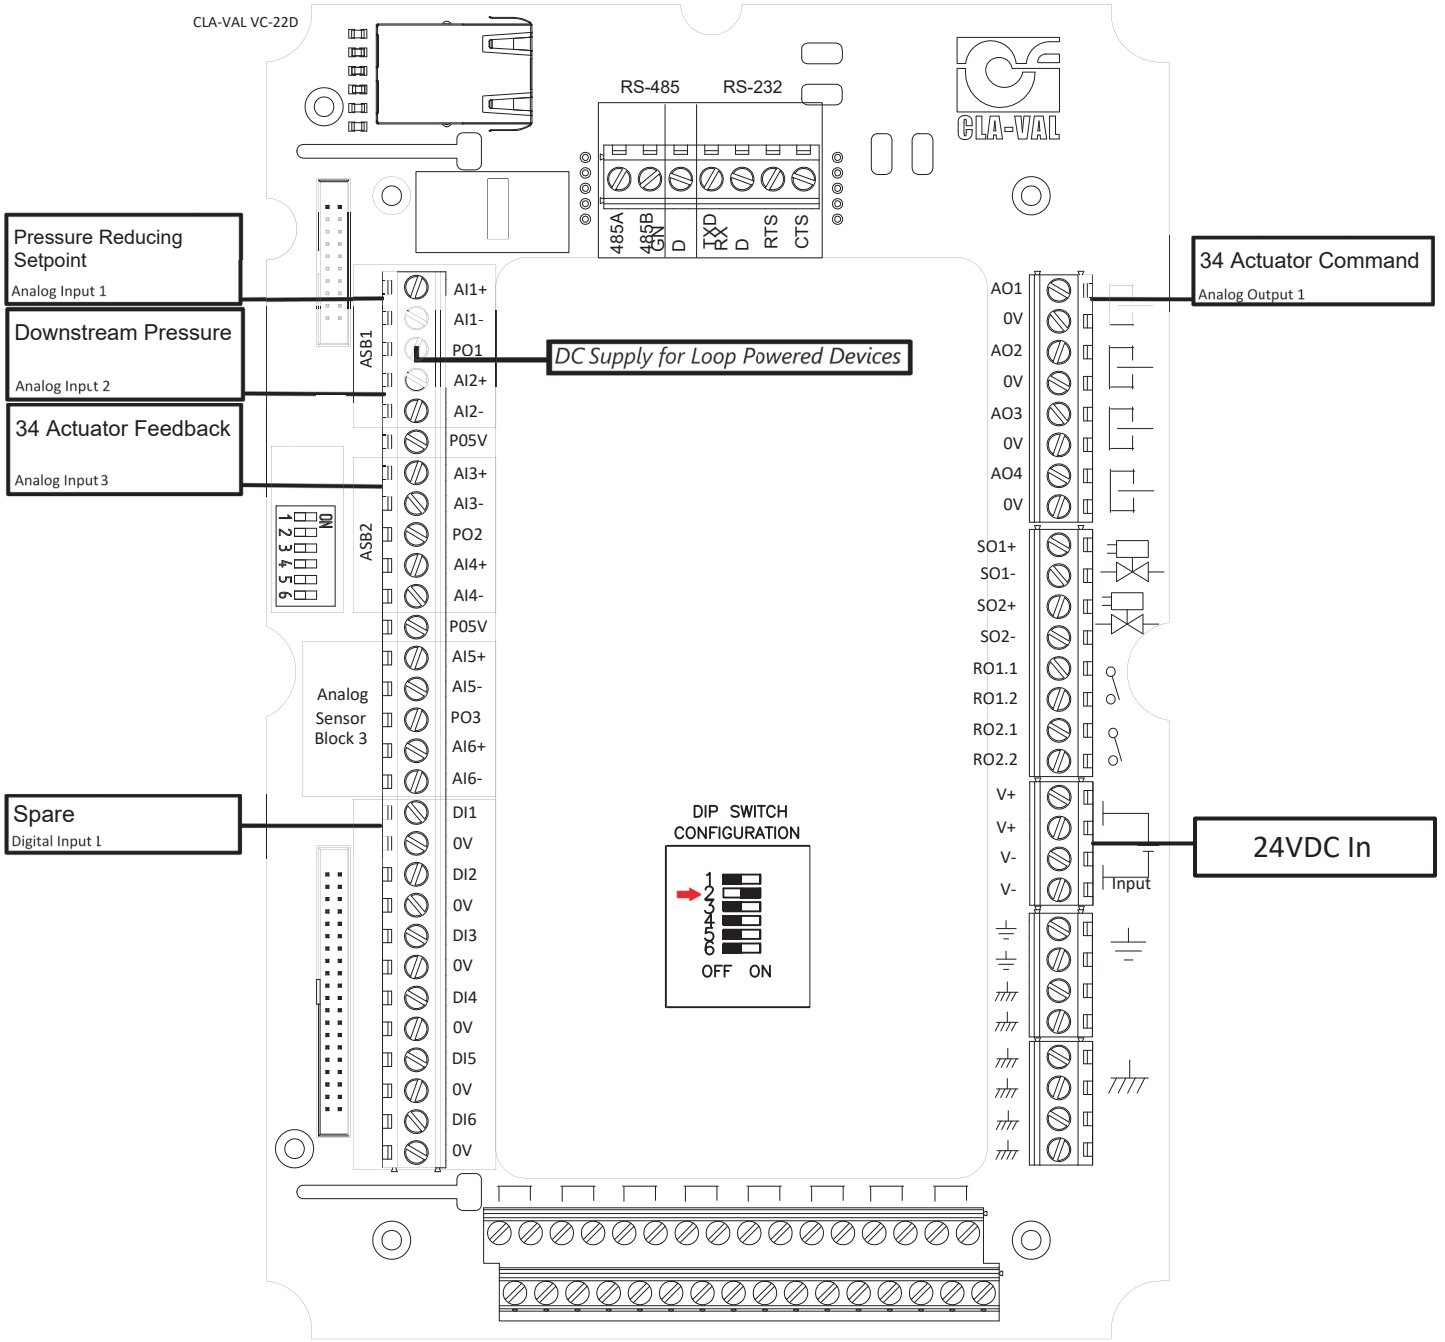 CLA-VAL VC-22D
RS-485
RS-232
CLA-VAL
485A
485B
GN
D
TXD
RX
D
RTS
CTS
Pressure Reducing
Setpoint
Analog Input 1
Downstream Pressure
Analog Input 2
34 Actuator Feedback
Analog Input 3
Spare
Digital Input 1
ASB1
ASB2
ON
1
2
3
4
5
6
Analog
Sensor
Block 3
AI1+
AI1-
PO1
AI2+
AI2-
P05V
AI3+
AI3-
PO2
AI4+
AI4-
P05V
AI5+
AI5-
PO3
AI6+
AI6-
DI1
0V
DI2
0V
DI3
0V
DI4
0V
DI5
0V
DI6
0V
DC Supply for Loop Powered Devices
DIP SWITCH
CONFIGURATION
1
2
3
4
5
6
OFF ON
AO1
0V
AO2
0V
AO3
0V
AO4
0V
SO1+
SO1-
SO2+
SO2-
RO1.1
RO1.2
RO2.1
RO2.2
V+
V+
V-
V-
Input
34 Actuator Command
Analog Output 1
24VDC In